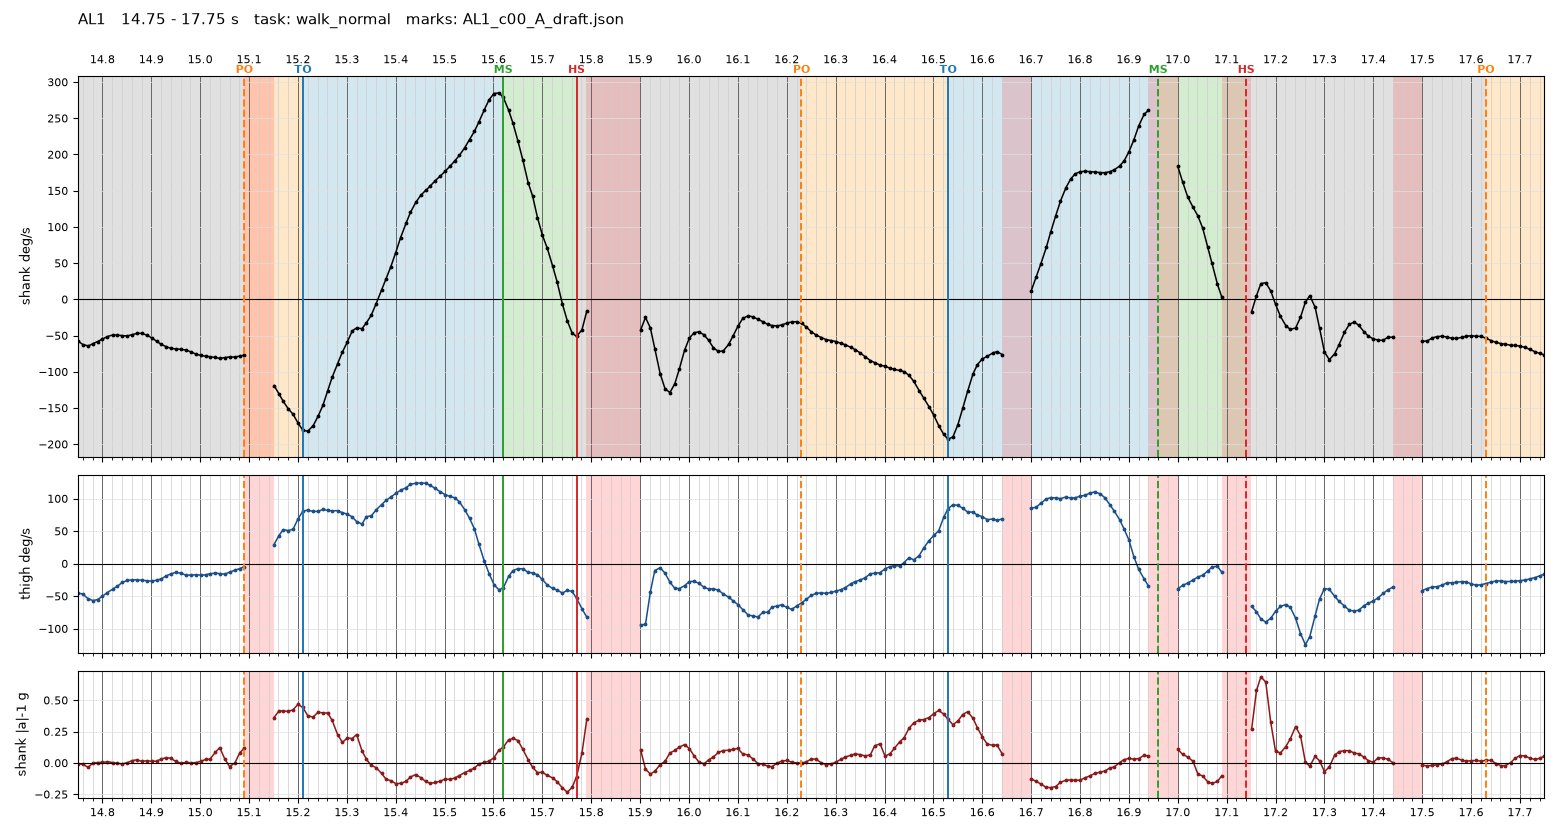 AL1   14.75 - 17.75 s   task: walk_normal   marks: AL1_c00_A_draft.json
14.8 14.9 15.0 15.1 15.2 15.3 15.4 15.5 15.6 15.7 15.8 15.9 16.0 16.1 16.2 16.3 16.4 16.5 16.6 16.7 16.8 16.9 17.0 17.1 17.2 17.3 17.4 17.5 17.6 17.7
PO TO MS HS PO TO MS HS PO
shank deg/s
300
250
200
150
100
50
0
−50
−100
−150
−200
thigh deg/s
100
50
0
−50
−100
shank |a|-1 g
0.50
0.25
0.00
−0.25
14.8 14.9 15.0 15.1 15.2 15.3 15.4 15.5 15.6 15.7 15.8 15.9 16.0 16.1 16.2 16.3 16.4 16.5 16.6 16.7 16.8 16.9 17.0 17.1 17.2 17.3 17.4 17.5 17.6 17.7